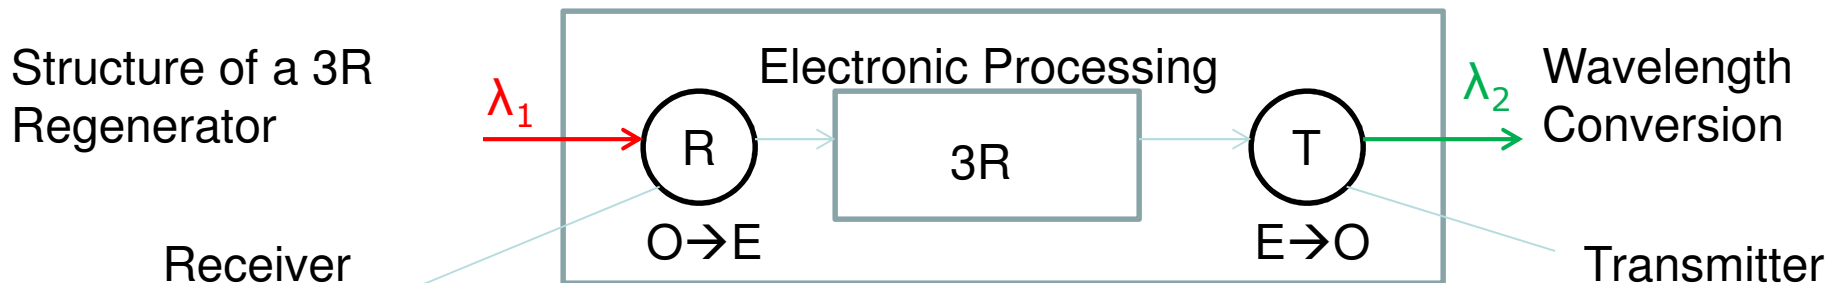 Structure of a 3R
Regenerator
λ1
Electronic Processing
R
3R
T
λ2
Wavelength
Conversion
O→E
E→O
Receiver
Transmitter